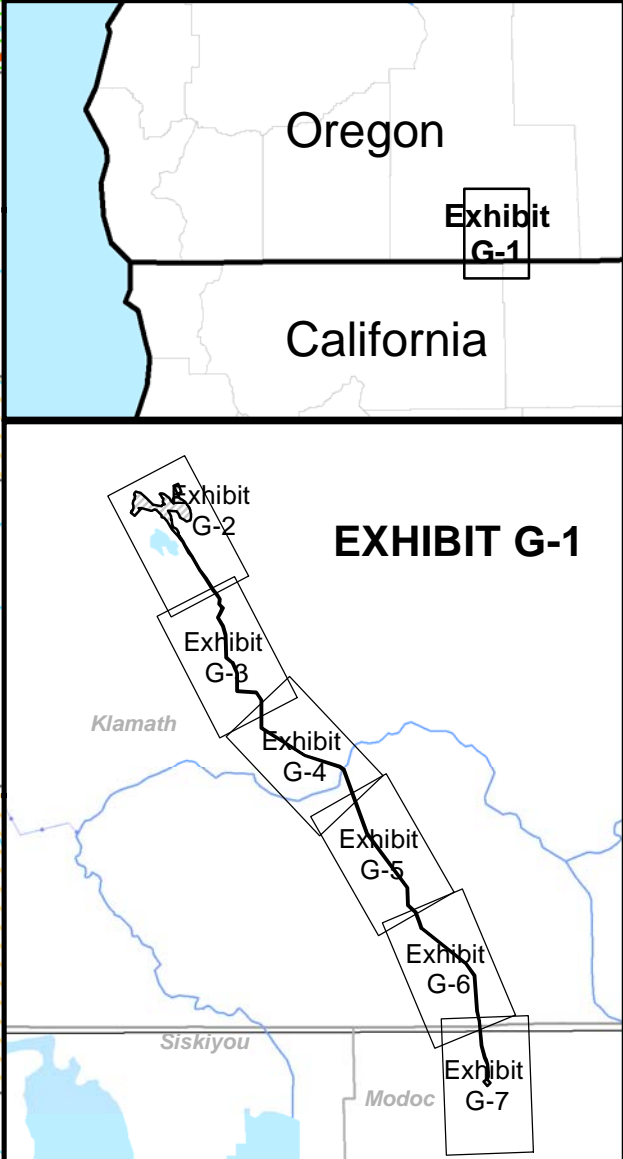 Oregon
Exhibit
G-1
California
EXHIBIT G-1
Exhibit
G-2
Exhibit
G-3
Klamath
Exhibit
G-4
Exhibit
G-5
Exhibit
G-6
Siskiyou
Modoc
Exhibit
G-7